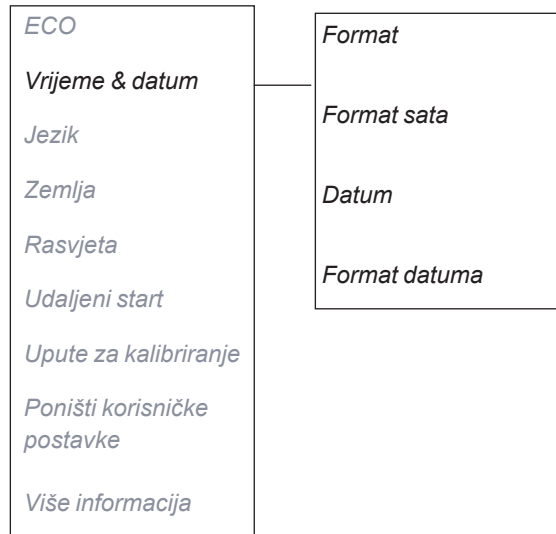 ECO
Vrijeme & datum
Jezik
Zemlja
Rasvjeta
Udaljeni start
Upute za kalibriranje
Poništi korisničke
postavke
Više informacija
Format
Format sata
Datum
Format datuma